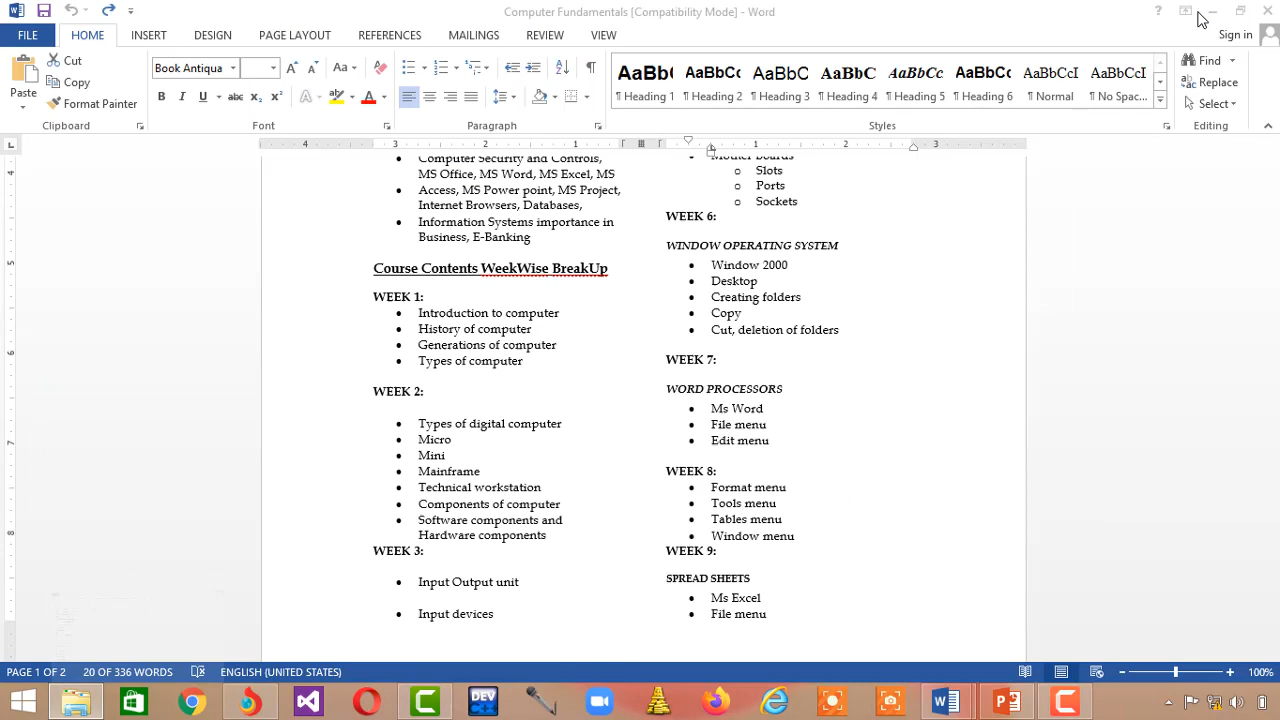 Computer Fundamentals [Compatibility Mode] - Word
Sign in
FILE HOME INSERT DESIGN PAGE LAYOUT REFERENCES MAILINGS REVIEW VIEW
Paste
Cut
Copy
Format Painter
Clipboard
Book Antiqua
Font
Paragraph
AaBb( AaBbCc AaBbC( AaBbC AaBbCc AaBbCc AaBbCcI AaBbCcI
¶ Heading 1 ¶ Heading 2 ¶ Heading 3 ¶ Heading 4 ¶ Heading 5 ¶ Heading 6 ¶ Normal ¶ No Spac...
Styles
Find
Replace
Select
Editing
Computer Security and Controls,
MS Office, MS Word, MS Excel, MS
Access, MS Power point, MS Project,
Internet Browsers, Databases,
Information Systems importance in
Business, E-Banking
Course Contents WeekWise BreakUp
WEEK 1:
Introduction to computer
History of computer
Generations of computer
Types of computer
WEEK 2:
Types of digital computer
Micro
Mini
Mainframe
Technical workstation
Components of computer
Software components and
Hardware components
WEEK 3:
Input Output unit
Input devices
Mother Boards
Slots
Ports
Sockets
WEEK 6:
WINDOW OPERATING SYSTEM
Window 2000
Desktop
Creating folders
Copy
Cut, deletion of folders
WEEK 7:
WORD PROCESSORS
Ms Word
File menu
Edit menu
WEEK 8:
Format menu
Tools menu
Tables menu
Window menu
WEEK 9:
SPREAD SHEETS
Ms Excel
File menu
PAGE 1 OF 2 20 OF 336 WORDS ENGLISH (UNITED STATES) 100%
DEV